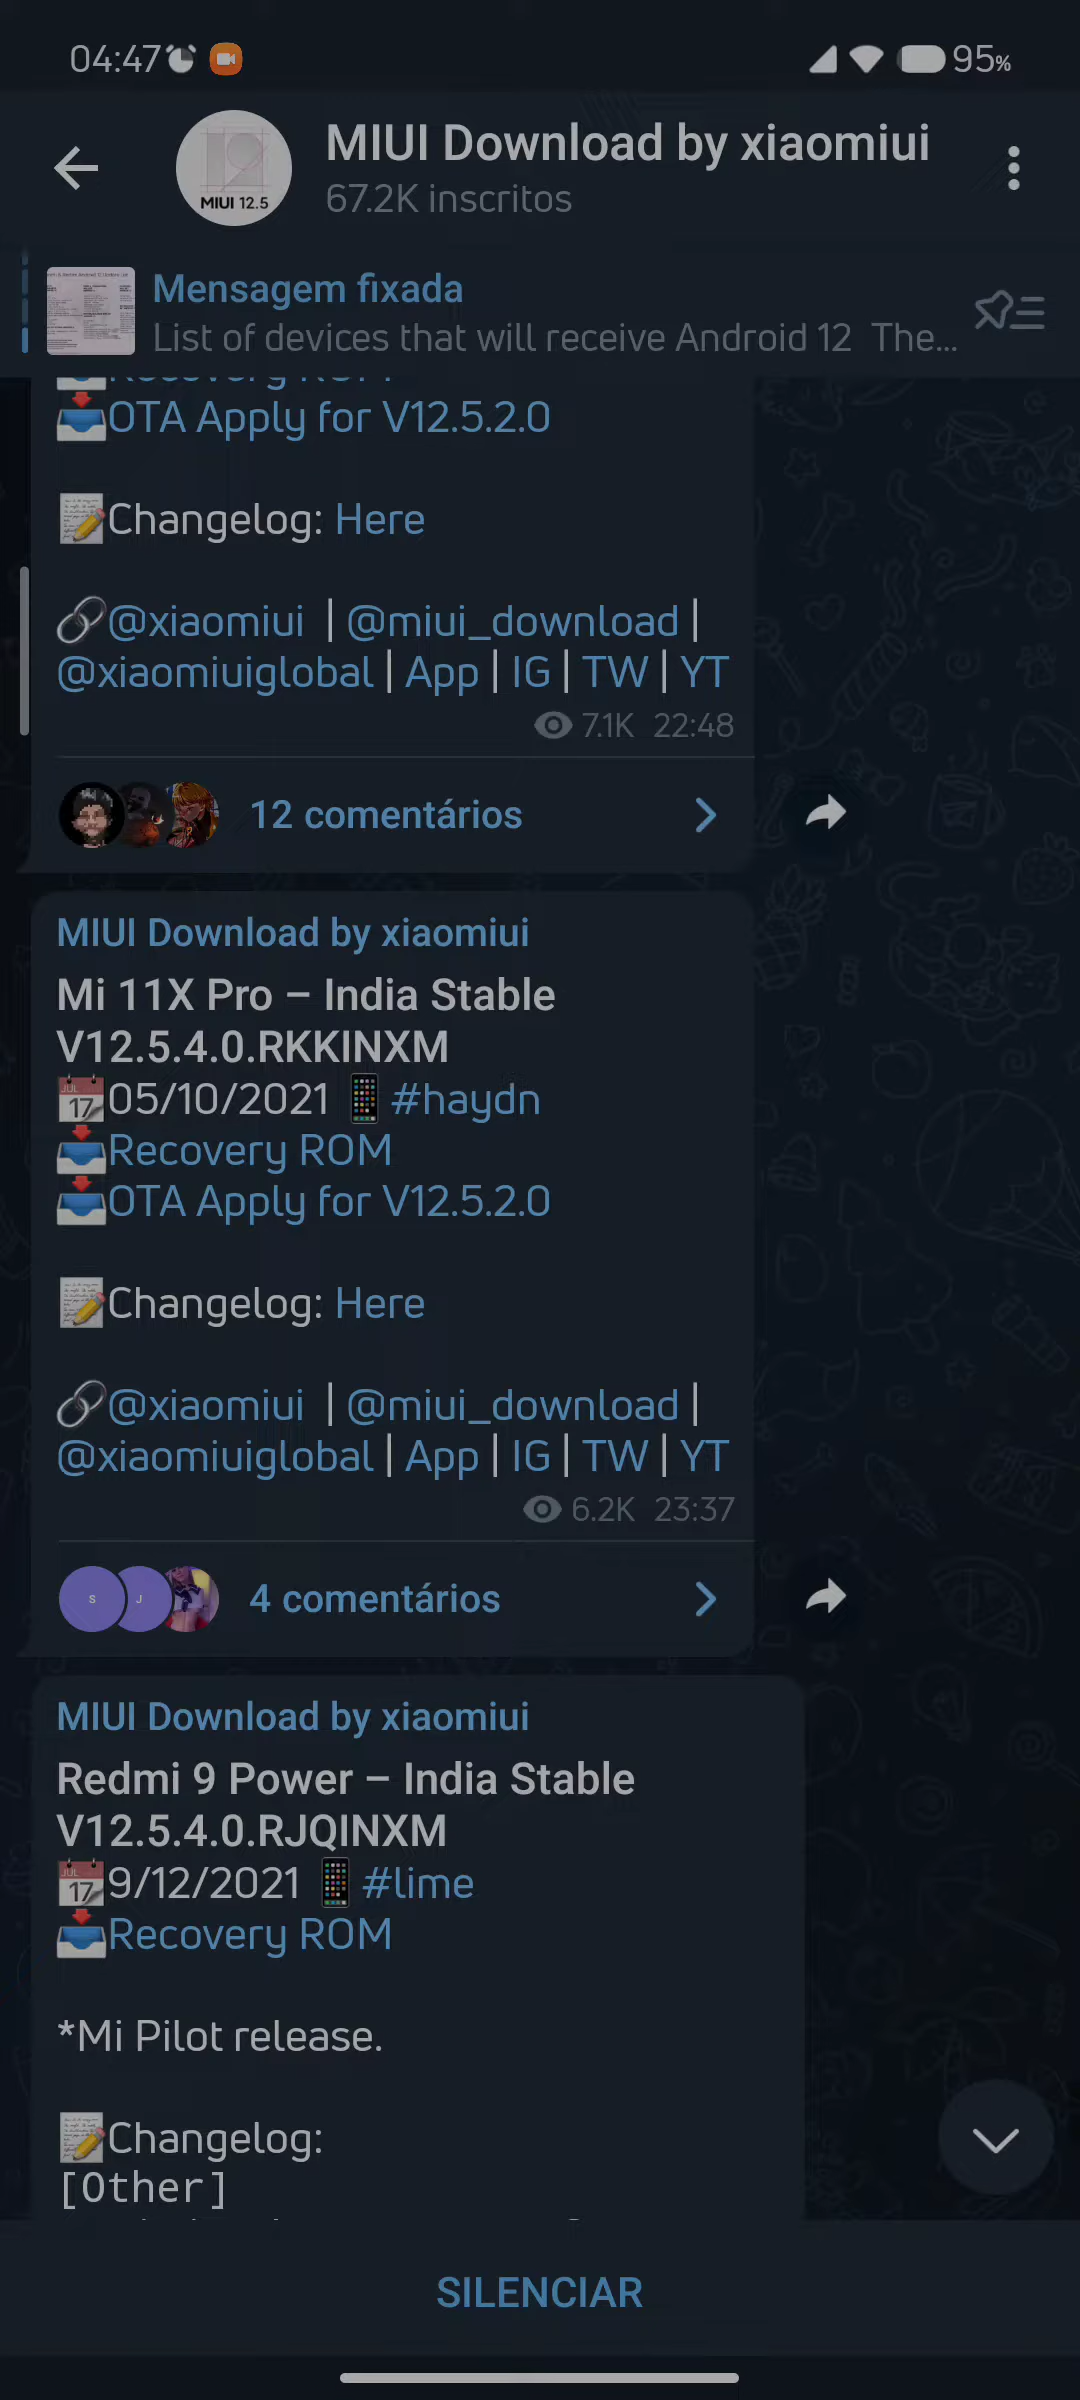 04:47 95%
MIUI 12.5
MIUI Download by xiaomiui
67.2K inscritos
Mensagem fixada
List of devices that will receive Android 12 The...
Recovery ROM
OTA Apply for V12.5.2.0
Changelog: Here
@xiaomiui | @miui_download |
@xiaomiuiglobal | App | IG | TW | YT
7.1K 22:48
12 comentários
MIUI Download by xiaomiui
Mi 11X Pro – India Stable
V12.5.4.0.RKKINXM
JUL 17 05/10/2021 #haydn
Recovery ROM
OTA Apply for V12.5.2.0
Changelog: Here
@xiaomiui | @miui_download |
@xiaomiuiglobal | App | IG | TW | YT
6.2K 23:37
S J 4 comentários
MIUI Download by xiaomiui
Redmi 9 Power – India Stable
V12.5.4.0.RJQINXM
JUL 17 9/12/2021 #lime
Recovery ROM
*Mi Pilot release.
Changelog:
[Other]
SILENCIAR